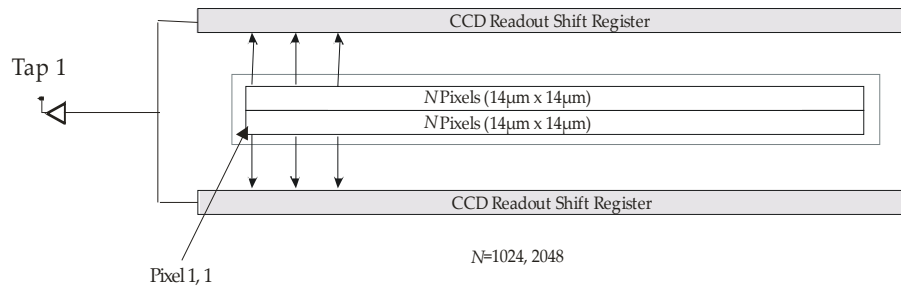 CCD Readout Shift Register
Tap 1
N Pixels (14µm x 14µm)
N Pixels (14µm x 14µm)
CCD Readout Shift Register
N=1024, 2048
Pixel 1, 1